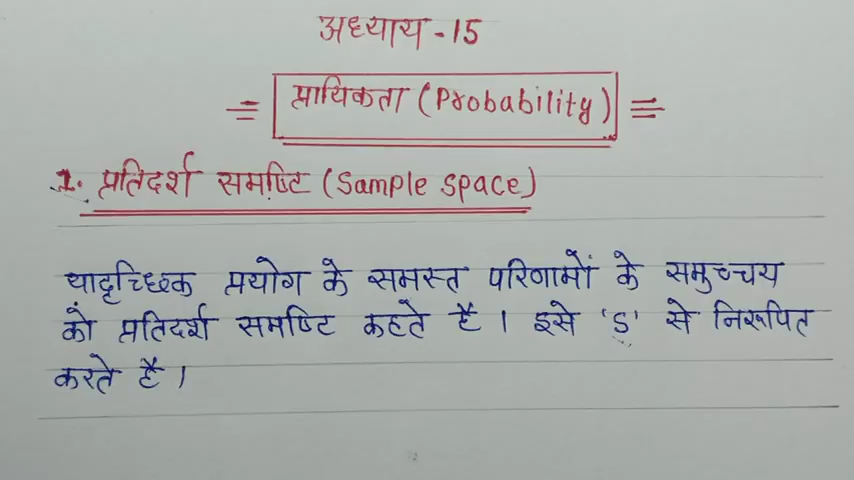 अध्याय - 15
= प्रायिकता (Probability) =
1. प्रतिदर्श समष्टि (Sample space)
यादृच्छिक प्रयोग के समस्त परिणामों के समुच्चय
को प्रतिदर्श समष्टि कहते है । इसे 'S' से निरूपित
करते है ।